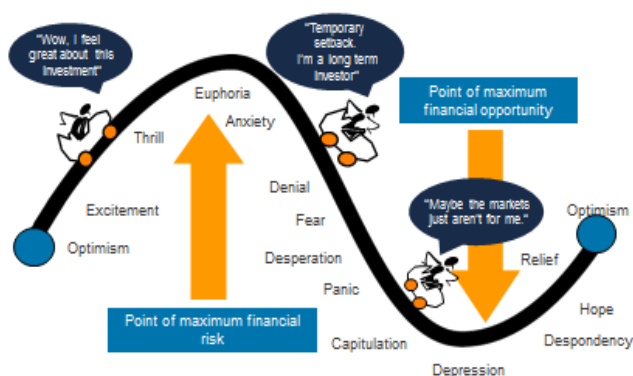 "Wow, I feel
great about this
Investment"
"Temporary
setback.
I'm a long term
Investor"
Euphoria
Anxiety
Thrill
Point of maximum
financial opportunity
Denial
Excitement
Fear
"Maybe the markets
just aren't for me."
Optimism
Optimism
Desperation
Relief
Panic
Hope
Point of maximum financial
risk
Capitulation
Despondency
Depression